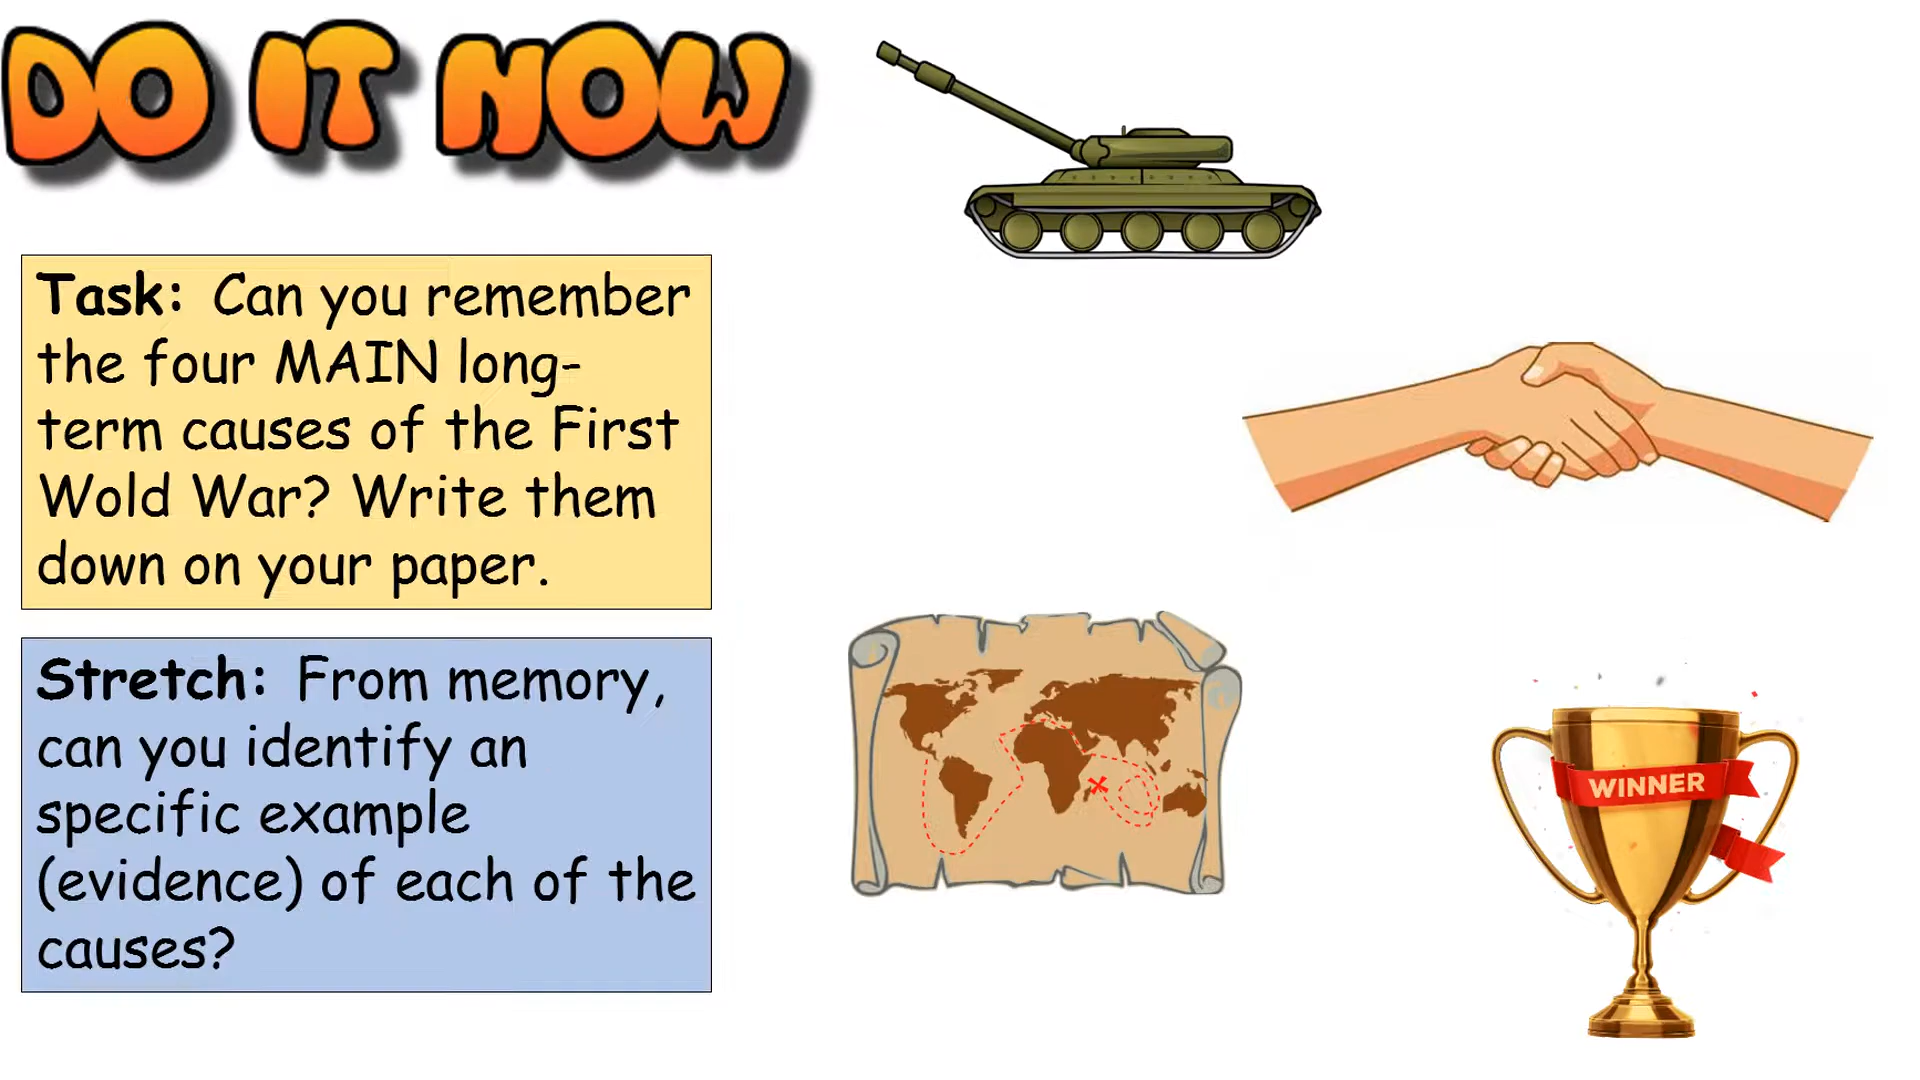 DO IT NOW
Task: Can you remember
the four MAIN long-
term causes of the First
Wold War? Write them
down on your paper.
Stretch: From memory,
can you identify an
specific example
(evidence) of each of the
causes?
WINNER